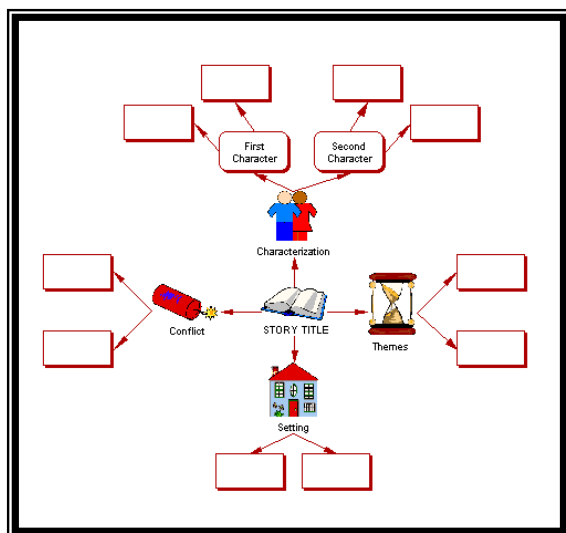 First
Character
Second
Character
Characterization
Conflict
STORY TITLE
Themes
Setting